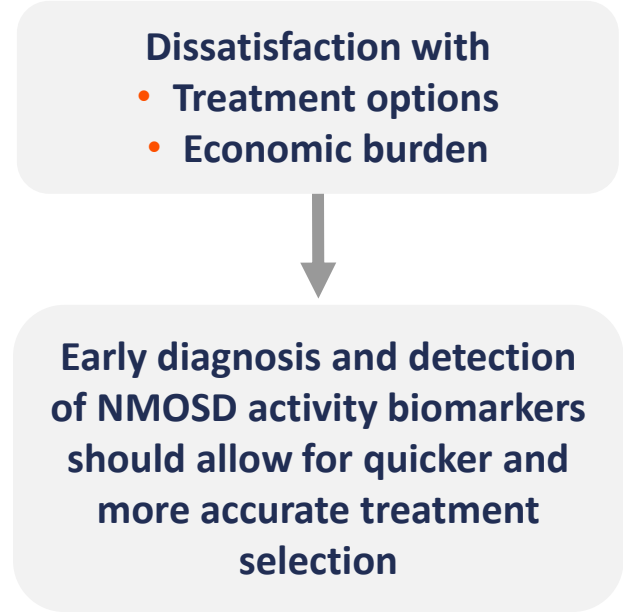 Dissatisfaction with
• Treatment options
• Economic burden
Early diagnosis and detection
of NMOSD activity biomarkers
should allow for quicker and
more accurate treatment
selection